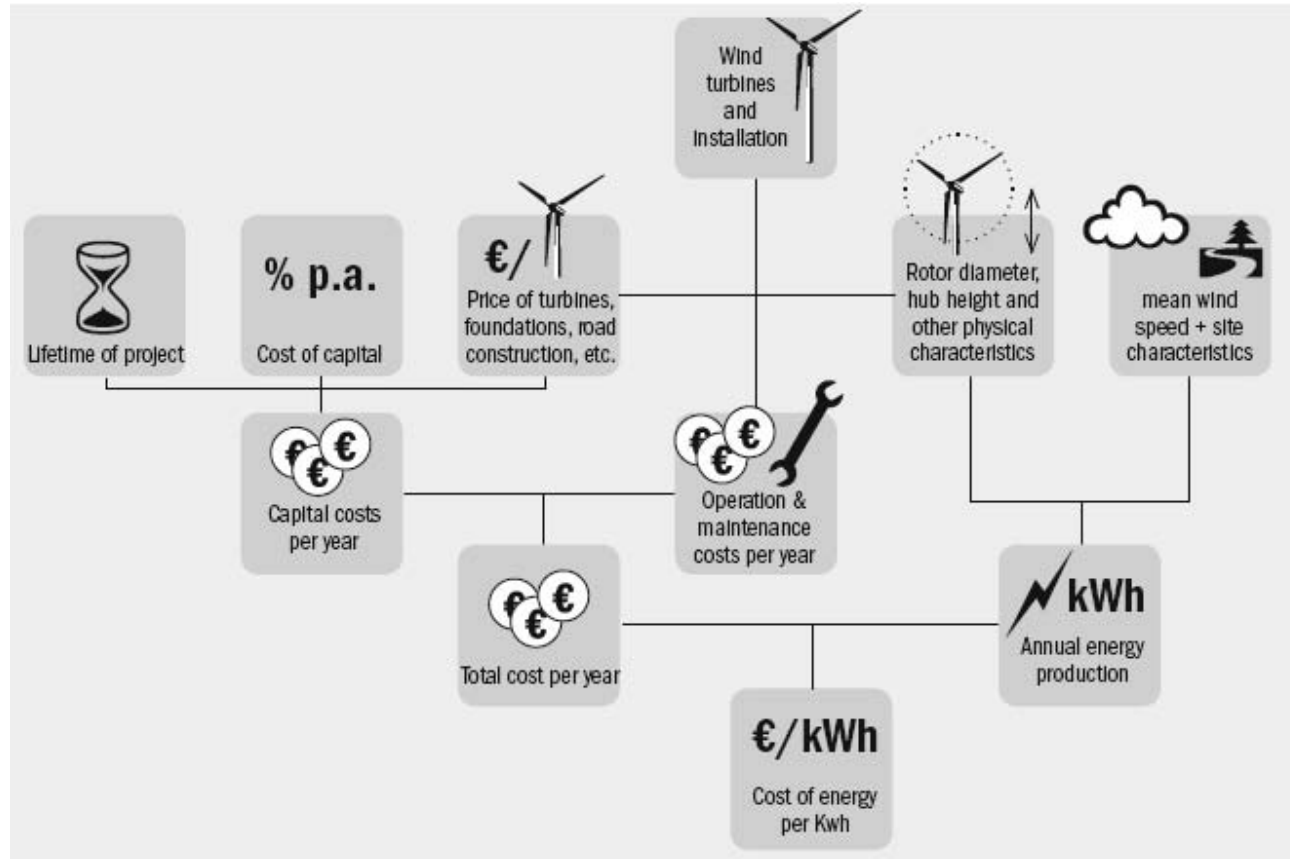 Wind
turbines
and
installation
€/
Price of turbines,
foundations, road
construction, etc.
Rotor diameter,
hub height and
other physical
characteristics
mean wind
speed + site
characteristics
Lifetime of project
% p.a.
Cost of capital
€
€
€
Capital costs
per year
€
€
€
Operation &
maintenance
costs per year
€
€
€
Total cost per year
kWh
Annual energy
production
€/kWh
Cost of energy
per Kwh